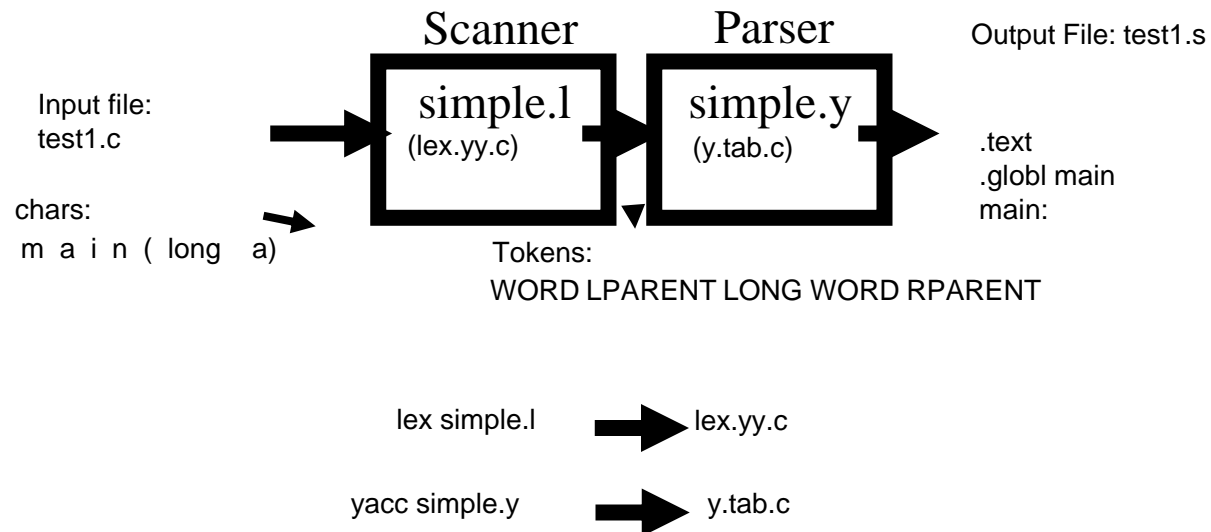 Scanner
Parser
Output File: test1.s
Input file:
test1.c
simple.l
(lex.yy.c)
simple.y
(y.tab.c)
.text
.globl main
main:
chars:
m a i n ( long a)
Tokens:
WORD LPARENT LONG WORD RPARENT
lex simple.l
lex.yy.c
yacc simple.y
y.tab.c